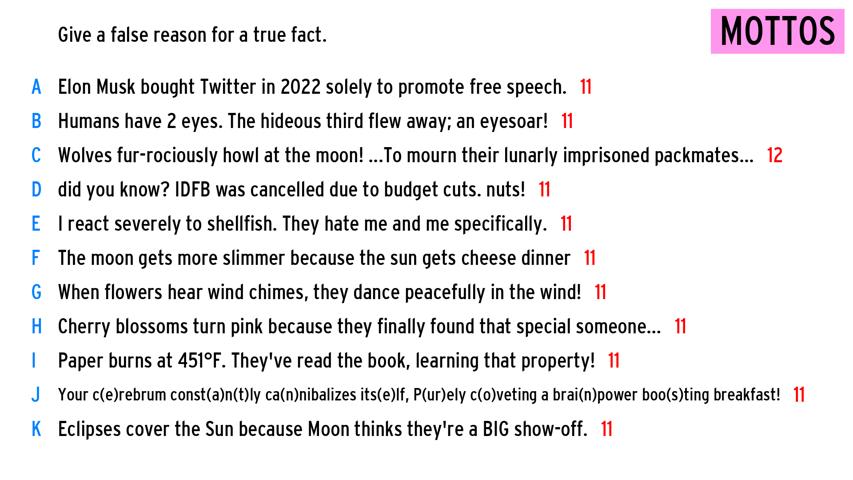 Give a false reason for a true fact.
MOTTOS
A Elon Musk bought Twitter in 2022 solely to promote free speech. 11
B Humans have 2 eyes. The hideous third flew away; an eyesoar! 11
C Wolves fur-rociously howl at the moon! ...To mourn their lunarly imprisoned packmates... 12
D did you know? IDFB was cancelled due to budget cuts. nuts! 11
E I react severely to shellfish. They hate me and me specifically. 11
F The moon gets more slimmer because the sun gets cheese dinner 11
G When flowers hear wind chimes, they dance peacefully in the wind! 11
H Cherry blossoms turn pink because they finally found that special someone... 11
I Paper burns at 451°F. They've read the book, learning that property! 11
J Your c(e)rebrum const(a)n(t)ly ca(n)nibalizes its(e)lf, P(ur)ely c(o)veting a brai(n)power boo(s)ting breakfast! 11
K Eclipses cover the Sun because Moon thinks they're a BIG show-off. 11